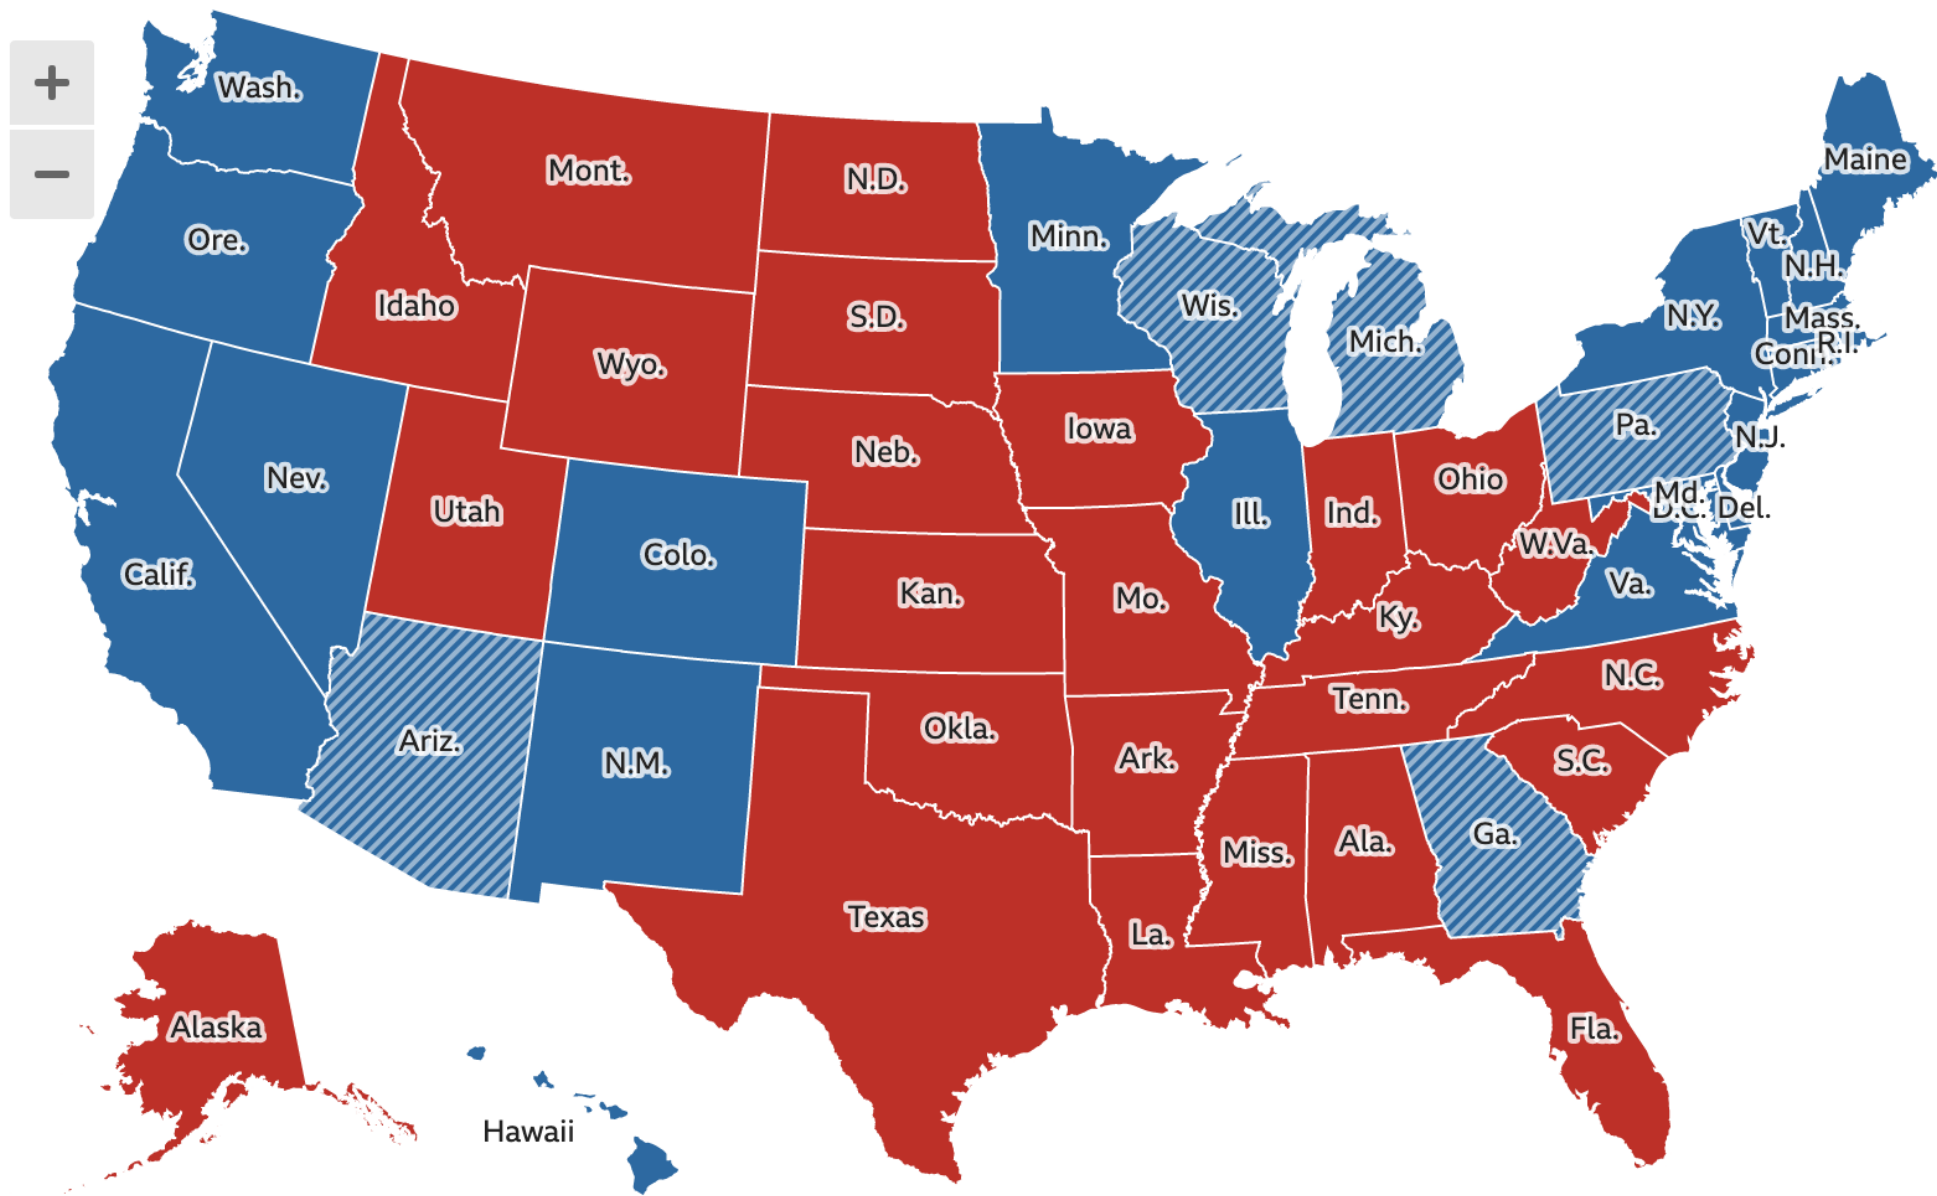 +
−
Wash.
Ore.
Calif.
Nev.
Idaho
Mont.
Wyo.
Utah
Colo.
Ariz.
N.M.
N.D.
S.D.
Neb.
Kan.
Okla.
Texas
Minn.
Iowa
Mo.
Ark.
La.
Wis.
Ill.
Mich.
Ind.
Ohio
Ky.
Tenn.
Miss.
Ala.
Ga.
Fla.
S.C.
N.C.
Va.
W.Va.
Pa.
N.Y.
Vt.
N.H.
Maine
Mass.
R.I.
Conn.
N.J.
Md.
D.C.
Del.
Alaska
Hawaii